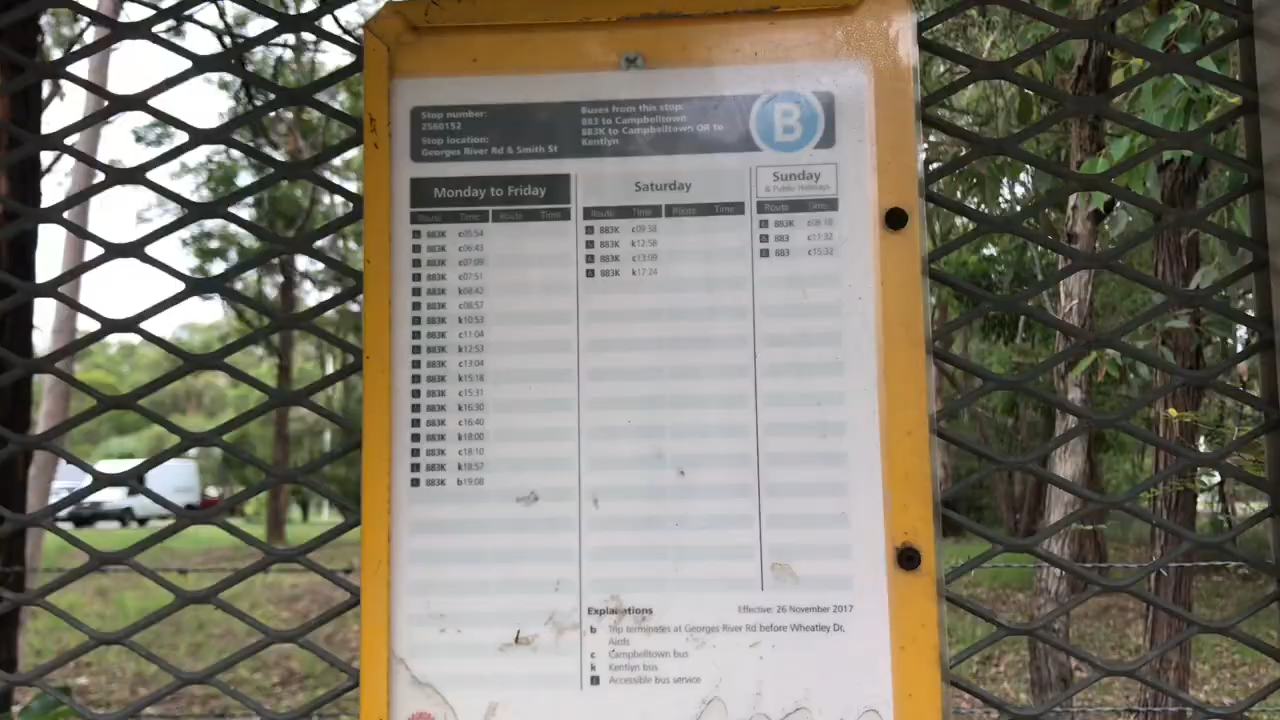 Stop number:
2560152
Stop location:
Georges River Rd & Smith St
Buses from this stop:
883 to Campbelltown
883K to Campbelltown OR to
Kentlyn
B
Monday to Friday
Route Time Route Time
883K c05:54
883K c06:43
883K c07:09
883K c07:51
883K k08:42
883K c08:57
883K k10:53
883K c11:04
883K k12:53
883K c13:04
883K k15:18
883K c15:31
883K k16:30
883K c16:40
883K k18:00
883K c18:10
883K k18:57
883K b19:08
Saturday
Route Time Route Time
883K c09:38
883K k12:58
883K c13:09
883K k17:24
Sunday
& Public Holidays
Route Time
883K c08:18
883 c11:32
883 c15:32
Explanations
Effective: 26 November 2017
b Trip terminates at Georges River Rd before Wheatley Dr,
Airds
c Campbelltown bus
k Kentlyn bus
Accessible bus service